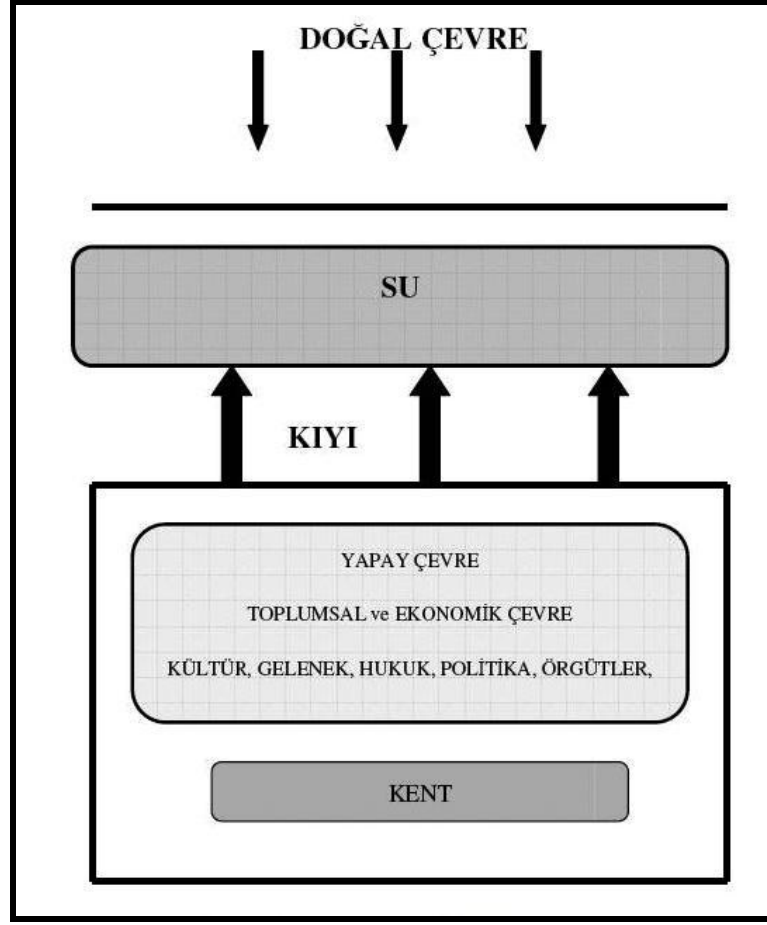 DOĞAL ÇEVRE
SU
KIYI
YAPAY ÇEVRE
TOPLUMSAL ve EKONOMİK ÇEVRE
KÜLTÜR, GELENEK, HUKUK, POLİTİKA, ÖRGÜTLER,
KENT